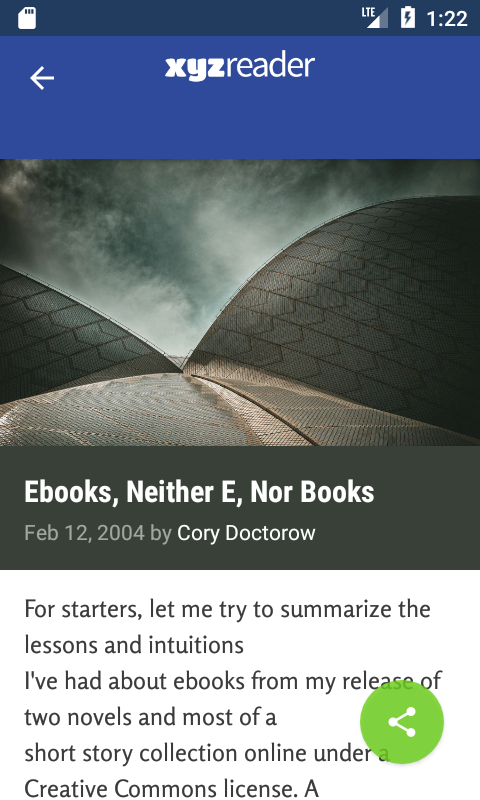 LTE 1:22
xyzreader
Ebooks, Neither E, Nor Books
Feb 12, 2004 by Cory Doctorow
For starters, let me try to summarize the
lessons and intuitions
I've had about ebooks from my release of
two novels and most of a
short story collection online under a
Creative Commons license. A